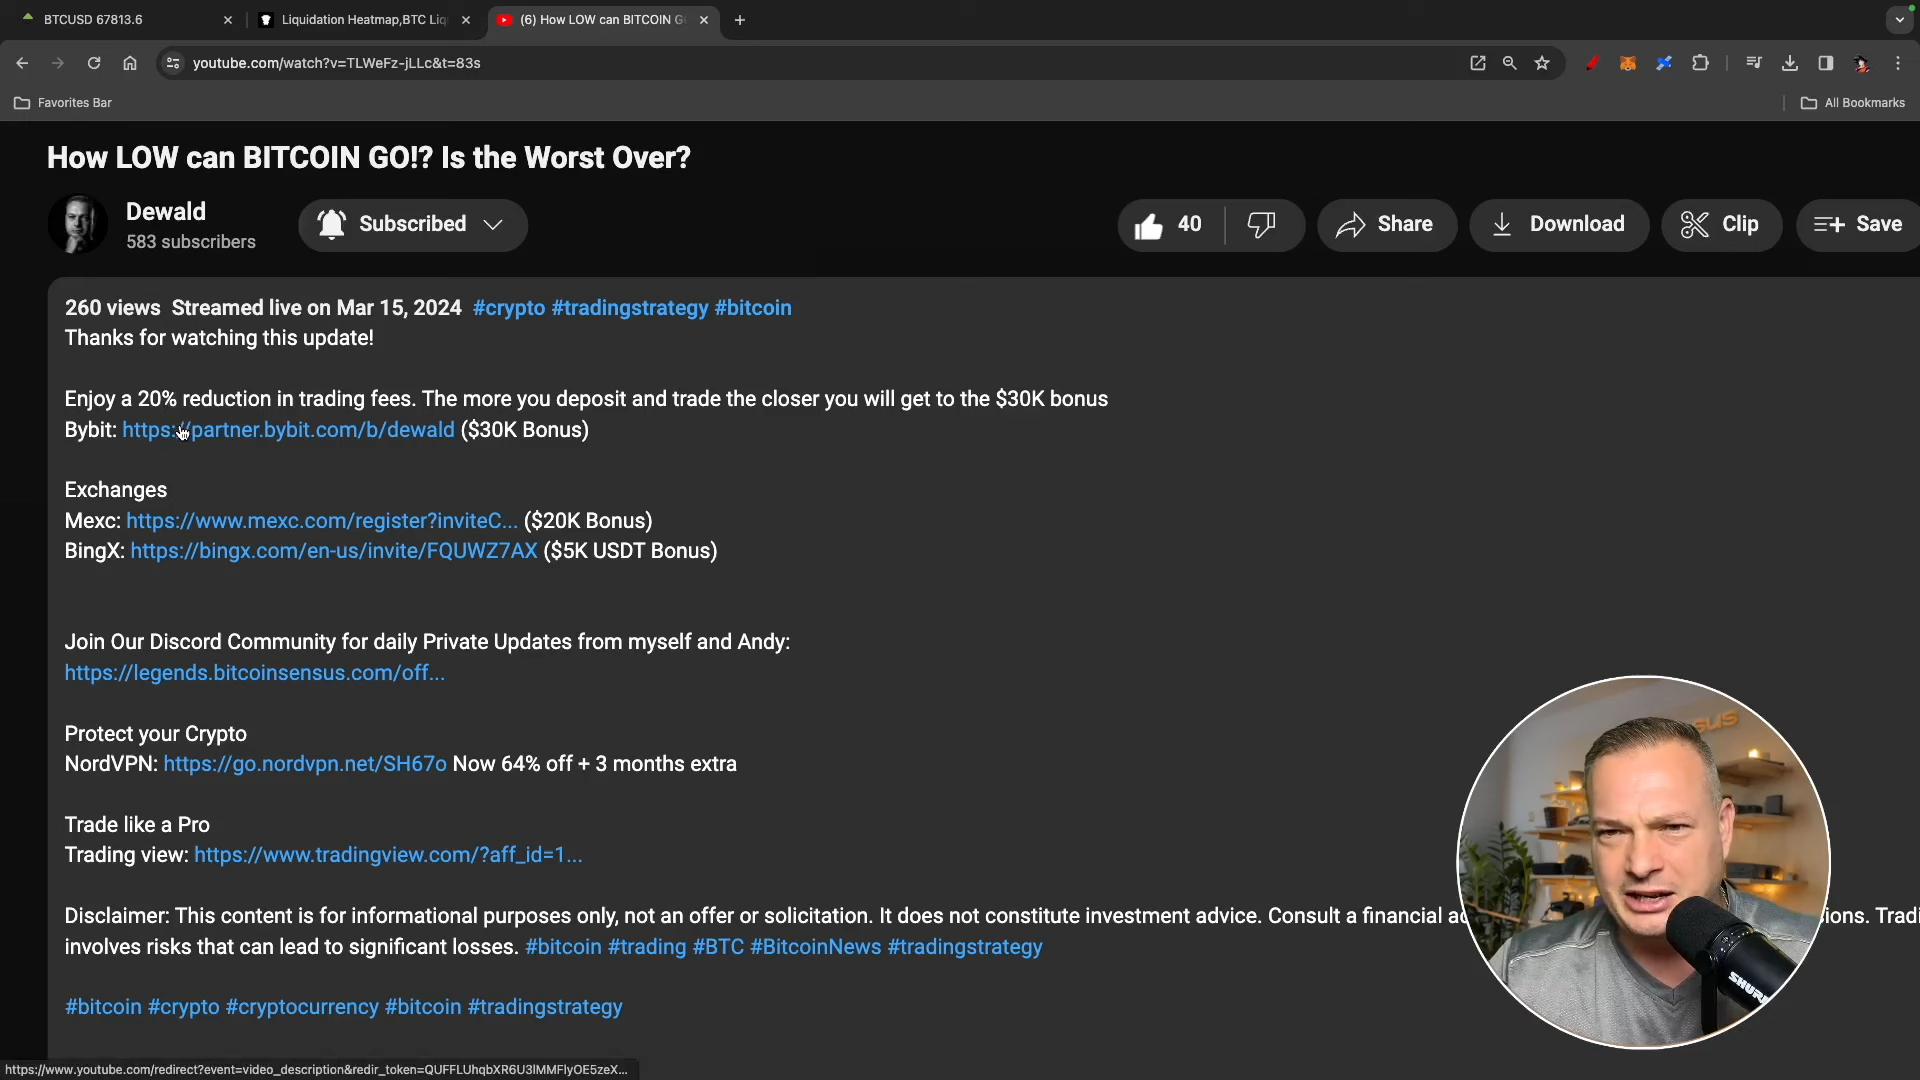 BTCUSD 67813.6
Liquidation Heatmap,BTC Liq
(6) How LOW can BITCOIN G
youtube.com/watch?v=TLWeFz-jLLc&t=83s
Favorites Bar
All Bookmarks
How LOW can BITCOIN GO!? Is the Worst Over?
Dewald
583 subscribers
Subscribed
40
Share
Download
Clip
Save
260 views Streamed live on Mar 15, 2024 #crypto #tradingstrategy #bitcoin
Thanks for watching this update!
Enjoy a 20% reduction in trading fees. The more you deposit and trade the closer you will get to the $30K bonus
Bybit: https://partner.bybit.com/b/dewald ($30K Bonus)
Exchanges
Mexc: https://www.mexc.com/register?inviteC... ($20K Bonus)
BingX: https://bingx.com/en-us/invite/FQUWZ7AX ($5K USDT Bonus)
Join Our Discord Community for daily Private Updates from myself and Andy:
https://legends.bitcoinsensus.com/off...
Protect your Crypto
NordVPN: https://go.nordvpn.net/SH67o Now 64% off + 3 months extra
Trade like a Pro
Trading view: https://www.tradingview.com/?aff_id=1...
Disclaimer: This content is for informational purposes only, not an offer or solicitation. It does not constitute investment advice. Consult a financial ad
ions. Tradi
involves risks that can lead to significant losses. #bitcoin #trading #BTC #BitcoinNews #tradingstrategy
#bitcoin #crypto #cryptocurrency #bitcoin #tradingstrategy
SHURE
https://www.youtube.com/redirect?event=video_description&redir_token=QUFFLUhqbXR6U3lMMFlyOE5zeX...